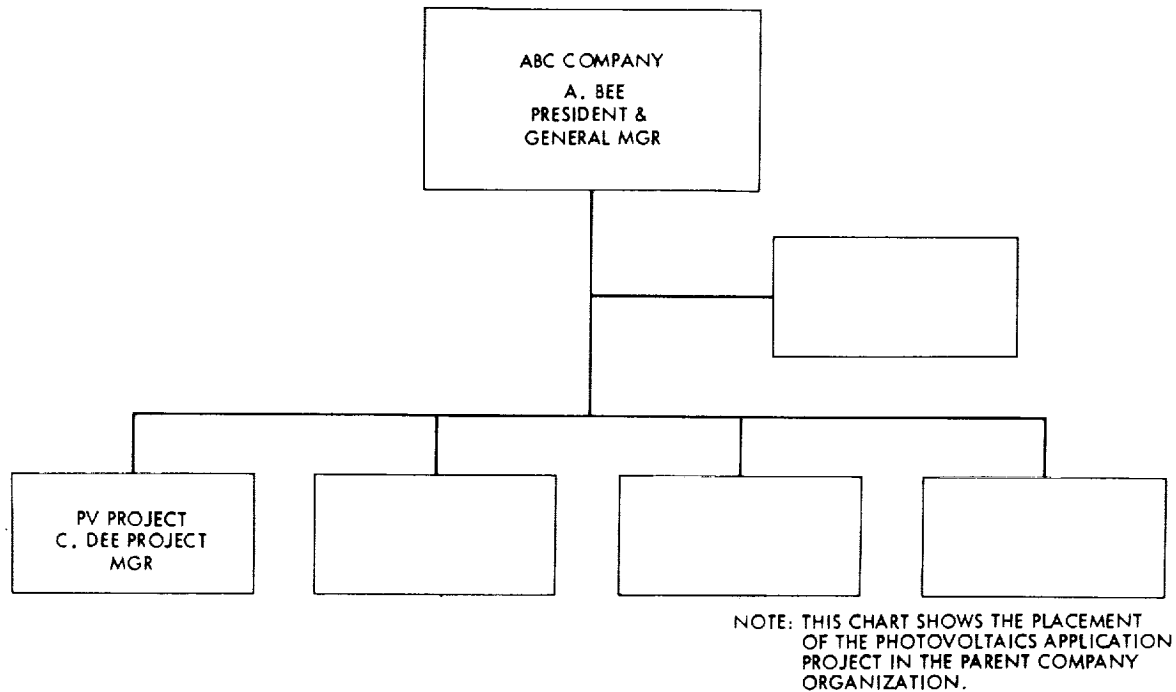 ABC COMPANY
A. BEE
PRESIDENT &
GENERAL MGR
PV PROJECT
C. DEE PROJECT
MGR
NOTE: THIS CHART SHOWS THE PLACEMENT
OF THE PHOTOVOLTAICS APPLICATION
PROJECT IN THE PARENT COMPANY
ORGANIZATION.